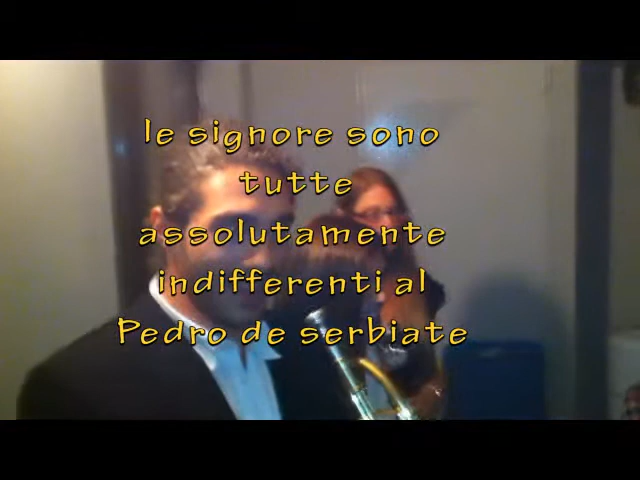 le signore sono
tutte
assolutamente
indifferenti al
Pedro de serbiate